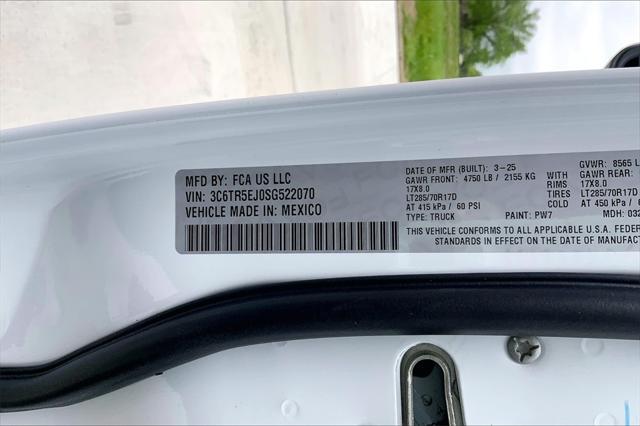 MFD BY: FCA US LLC
VIN: 3C6TR5EJ0SG522070
VEHICLE MADE IN: MEXICO
DATE OF MFR (BUILT): 3-25 GVWR: 8565 L
GAWR FRONT: 4750 LB / 2155 KG WITH GAWR REAR:
17X8.0 RIMS 17X8.0
LT285/70R17D TIRES LT285/70R17D
AT 415 kPa / 60 PSI COLD AT 450 kPa /
TYPE: TRUCK PAINT: PW7 MDH: 032
THIS VEHICLE CONFORMS TO ALL APPLICABLE U.S.A. FEDER
STANDARDS IN EFFECT ON THE DATE OF MANUFACT